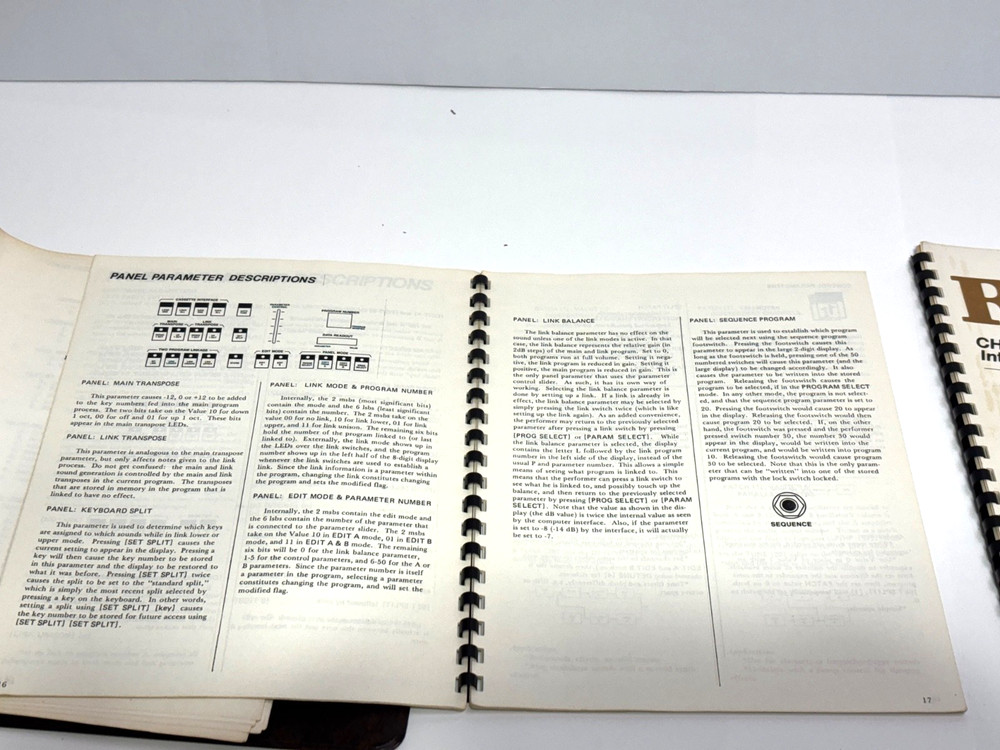 PANEL PARAMETER DESCRIPTIONS
CASSETTE INTERFACE
PROGRAM NUMBER
MAIN TRANSPOSE
LINK TRANSPOSE
DATA READOUT
TWO PROGRAM LINKING
EDIT MODE
PANEL MODE
PANEL: MAIN TRANSPOSE
This parameter causes -12, 0 or +12 to be added
to the key numbers fed into the main program
process. The two bits take on the Value 10 for down
1 oct, 00 for off and 01 for up 1 oct. These bits
appear in the main transpose LEDs.
PANEL: LINK TRANSPOSE
This parameter is analogous to the main transpose
parameter, but only affects notes given to the link
process. Do not get confused: the main and link
sound generation is controlled by the main and link
transposes in the current program. The transposes
that are stored in memory in the program that is
linked to have no effect.
PANEL: KEYBOARD SPLIT
This parameter is used to determine which keys
are assigned to which sounds while in link lower or
upper mode. Pressing [SET SPLIT] causes the
current setting to appear in the display. Pressing a
key will then cause the key number to be stored
in this parameter and the display to be restored to
what it was before. Pressing [SET SPLIT] twice
causes the split to be set to the "standard split,"
which is simply the most recent split selected by
pressing a key on the keyboard. In other words,
setting a split using [SET SPLIT] [key] causes
the key number to be stored for future access using
[SET SPLIT] [SET SPLIT].
PANEL: LINK MODE & PROGRAM NUMBER
Internally, the 2 msbs (most significant bits)
contain the mode and the 6 lsbs (least significant
bits) contain the number. The 2 msbs take on the
value 00 for no link, 10 for link lower, 01 for link
upper, and 11 for link unison. The remaining six bits
hold the number of the program linked to (or last
linked to). Externally, the link mode shows up in
the LEDs over the link switches, and the program
number shows up in the left half of the 8-digit display
whenever the link switches are used to establish a
link. Since the link information is a parameter within
the program, changing the link constitutes changing
the program and sets the modified flag.
PANEL: EDIT MODE & PARAMETER NUMBER
Internally, the 2 msbs contain the edit mode and
the 6 lsbs contain the number of the parameter that
is connected to the parameter slider. The 2 msbs
take on the Value 10 in EDIT A mode, 01 in EDIT B
mode, and 11 in EDIT A & B mode. The remaining
six bits will be 0 for the link balance parameter,
1-5 for the control parameters, and 6-50 for the A or
B parameters. Since the parameter number is itself
a parameter in the program, selecting a parameter
constitutes changing the program, and will set the
modified flag.
PANEL: LINK BALANCE
The link balance parameter has no effect on the
sound unless one of the link modes is active. In that
case, the link balance represents the relative gain (in
2dB steps) of the main and link program. Set to 0,
both programs run at full volume. Setting it nega-
tive, the link program is reduced in gain. Setting it
positive, the main program is reduced in gain. This is
the only panel parameter that uses the parameter
control slider. As such, it has its own way of
working. Selecting the link balance parameter is
done by setting up a link. If a link is already in
effect, the link balance parameter may be selected by
simply pressing the link switch twice (which is like
setting up the link again). As an added convenience,
the performer may return to the previously selected
parameter after pressing a link switch by pressing
[PROG SELECT] or [PARAM SELECT]. While
the link balance parameter is selected, the display
contains the letter L followed by the link program
number in the left side of the display, instead of the
usual P and parameter number. This allows a simple
means of seeing what program is linked to. This
means that the performer can press a link switch to
see what he is linked to, and possibly touch up the
balance, and then return to the previously selected
parameter by pressing [PROG SELECT] or [PARAM
SELECT]. Note that the value as shown in the dis-
play (the dB value) is twice the internal value as seen
by the computer interface. Also, if the parameter
is set to -8 (-14 dB) by the interface, it will actually
be set to -7.
PANEL: SEQUENCE PROGRAM
This parameter is used to establish which program
will be selected next using the sequence program
footswitch. Pressing the footswitch causes this
parameter to appear in the large 2-digit display. As
long as the footswitch is held, pressing one of the 50
numbered switches will cause this parameter (and the
large display) to be changed accordingly. It also
causes the parameter to be written into the stored
program. Releasing the footswitch causes the
program to be selected, if in the PROGRAM SELECT
mode. In any other mode, the program is not select-
ed, and that the sequence program parameter is set to
20. Pressing the footswitch would cause 20 to appear
in the display. Releasing the footswitch would then
cause program 20 to be selected. If, on the other
hand, the footswitch was pressed and the performer
pressed switch number 30, the number 30 would
appear in the display, would be written into the
current program, and would be written into program
10. Releasing the footswitch would cause program
30 to be selected. Note that this is the only param-
eter that can be "written" into one of the stored
programs with the lock switch locked.
SEQUENCE
17